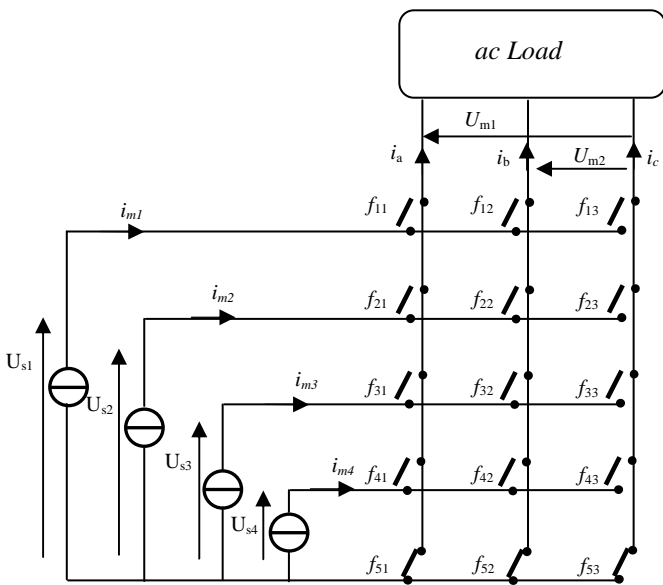 ac Load
U_m1
i_a i_b U_m2 i_c
i_m1 f_11 f_12 f_13
i_m2 f_21 f_22 f_23
U_s1 U_s2 i_m3 f_31 f_32 f_33
U_s3 i_m4 f_41 f_42 f_43
U_s4
f_51 f_52 f_53